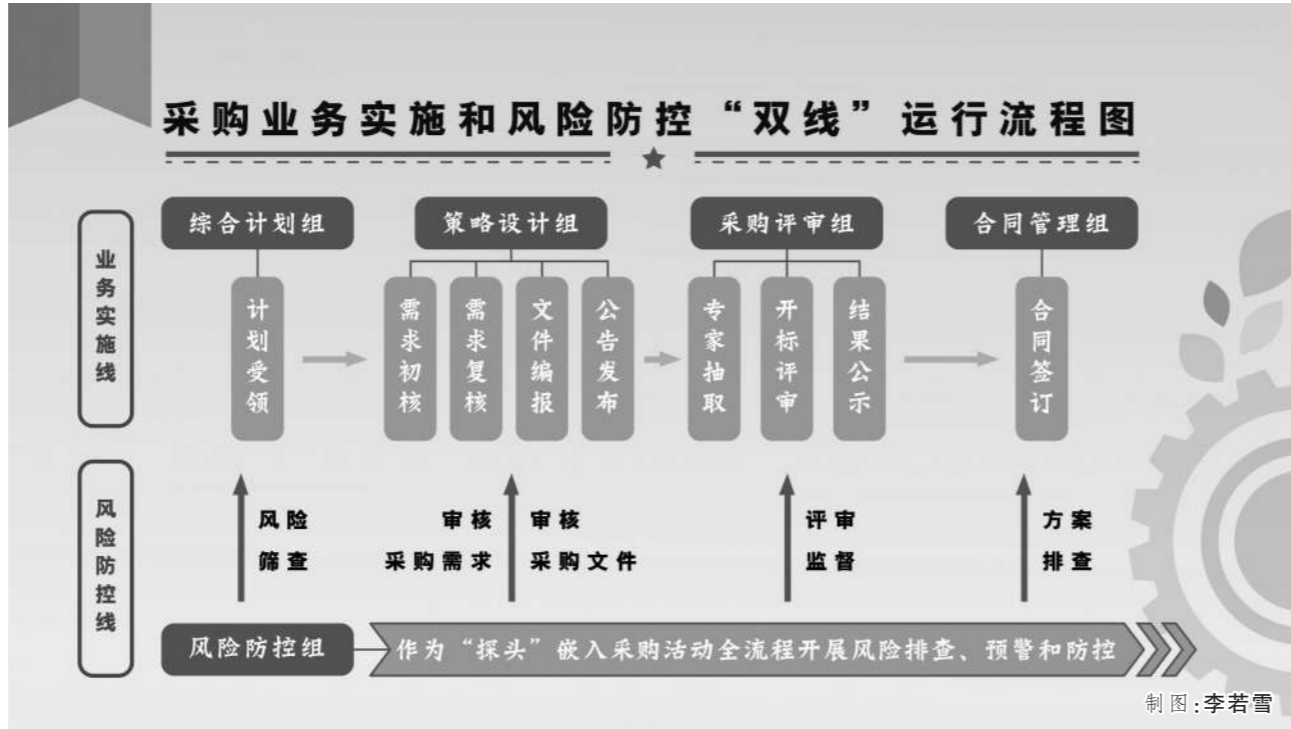 采购业务实施和风险防控“双线”运行流程图
业务实施线
综合计划组
策略设计组
采购评审组
合同管理组
计划受领
需求初核
需求复核
文件编报
公告发布
专家抽取
开标评审
结果公示
合同签订
风险防控线
风险
筛查
审核
采购需求
审核
采购文件
评审
监督
方案
排查
风险防控组
作为“探头”嵌入采购活动全流程开展风险排查、预警和防控
制图:李若雪